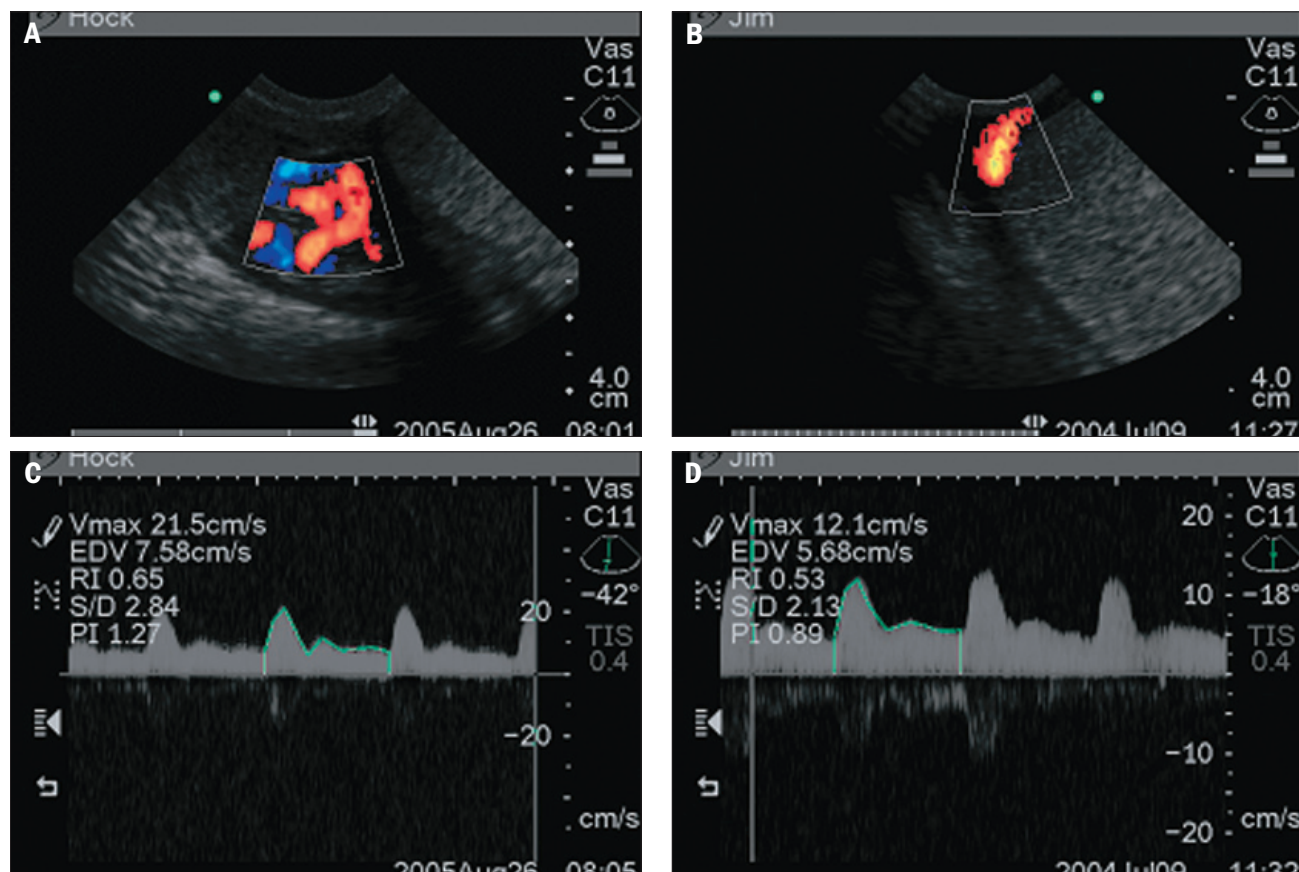 A
Hock
Vas
C11
4.0
cm
2005Aug26 08:01
B
Jim
Vas
C11
4.0
cm
2004Jul09 11:27
C
Hock
Vas
C11
Vmax 21.5cm/s
EDV 7.58cm/s
RI 0.65
S/D 2.84
PI 1.27
-42°
TIS
0.4
20
-20
cm/s
2005Aug26 08:05
D
Jim
Vas
C11
Vmax 12.1cm/s
EDV 5.68cm/s
RI 0.53
S/D 2.13
PI 0.89
-18°
TIS
0.4
20
10
-10
-20
cm/s
2004Jul09 11:32